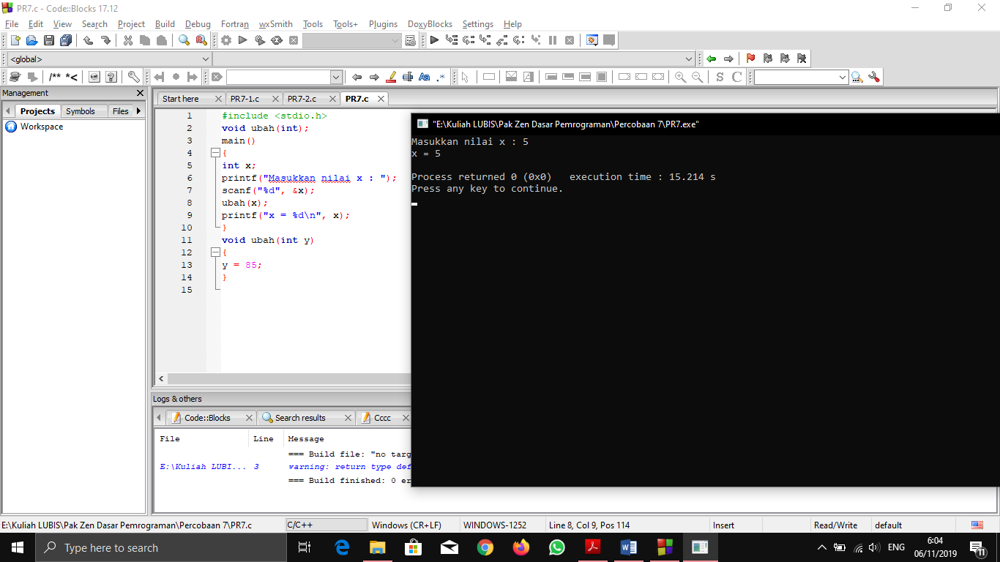 PR7.c - Code::Blocks 17.12
File Edit View Search Project Build Debug Fortran wxSmith Tools Tools+ Plugins DoxyBlocks Settings Help
<global>
/** *<
Aa .*
S C
Management
Projects Symbols Files
Workspace
Start here PR7-1.c PR7-2.c PR7.c
1 #include <stdio.h>
2 void ubah(int);
3 main()
4 {
5 int x;
6 printf("Masukkan nilai x : ");
7 scanf("%d", &x);
8 ubah(x);
9 printf("x = %d\n", x);
10 }
11 void ubah(int y)
12 {
13 y = 85;
14 }
15
"E:\Kuliah LUBIS\Pak Zen Dasar Pemrograman\Percobaan 7\PR7.exe"
Masukkan nilai x : 5
x = 5
Process returned 0 (0x0) execution time : 15.214 s
Press any key to continue.
Logs & others
Code::Blocks Search results Cccc
File Line Message
=== Build file: "no targ
E:\Kuliah LUBI... 3 warning: return type def
=== Build finished: 0 er
E:\Kuliah LUBIS\Pak Zen Dasar Pemrograman\Percobaan 7\PR7.c C/C++ Windows (CR+LF) WINDOWS-1252 Line 8, Col 9, Pos 114 Insert Read/Write default
Type here to search
ENG 6:04
06/11/2019 11